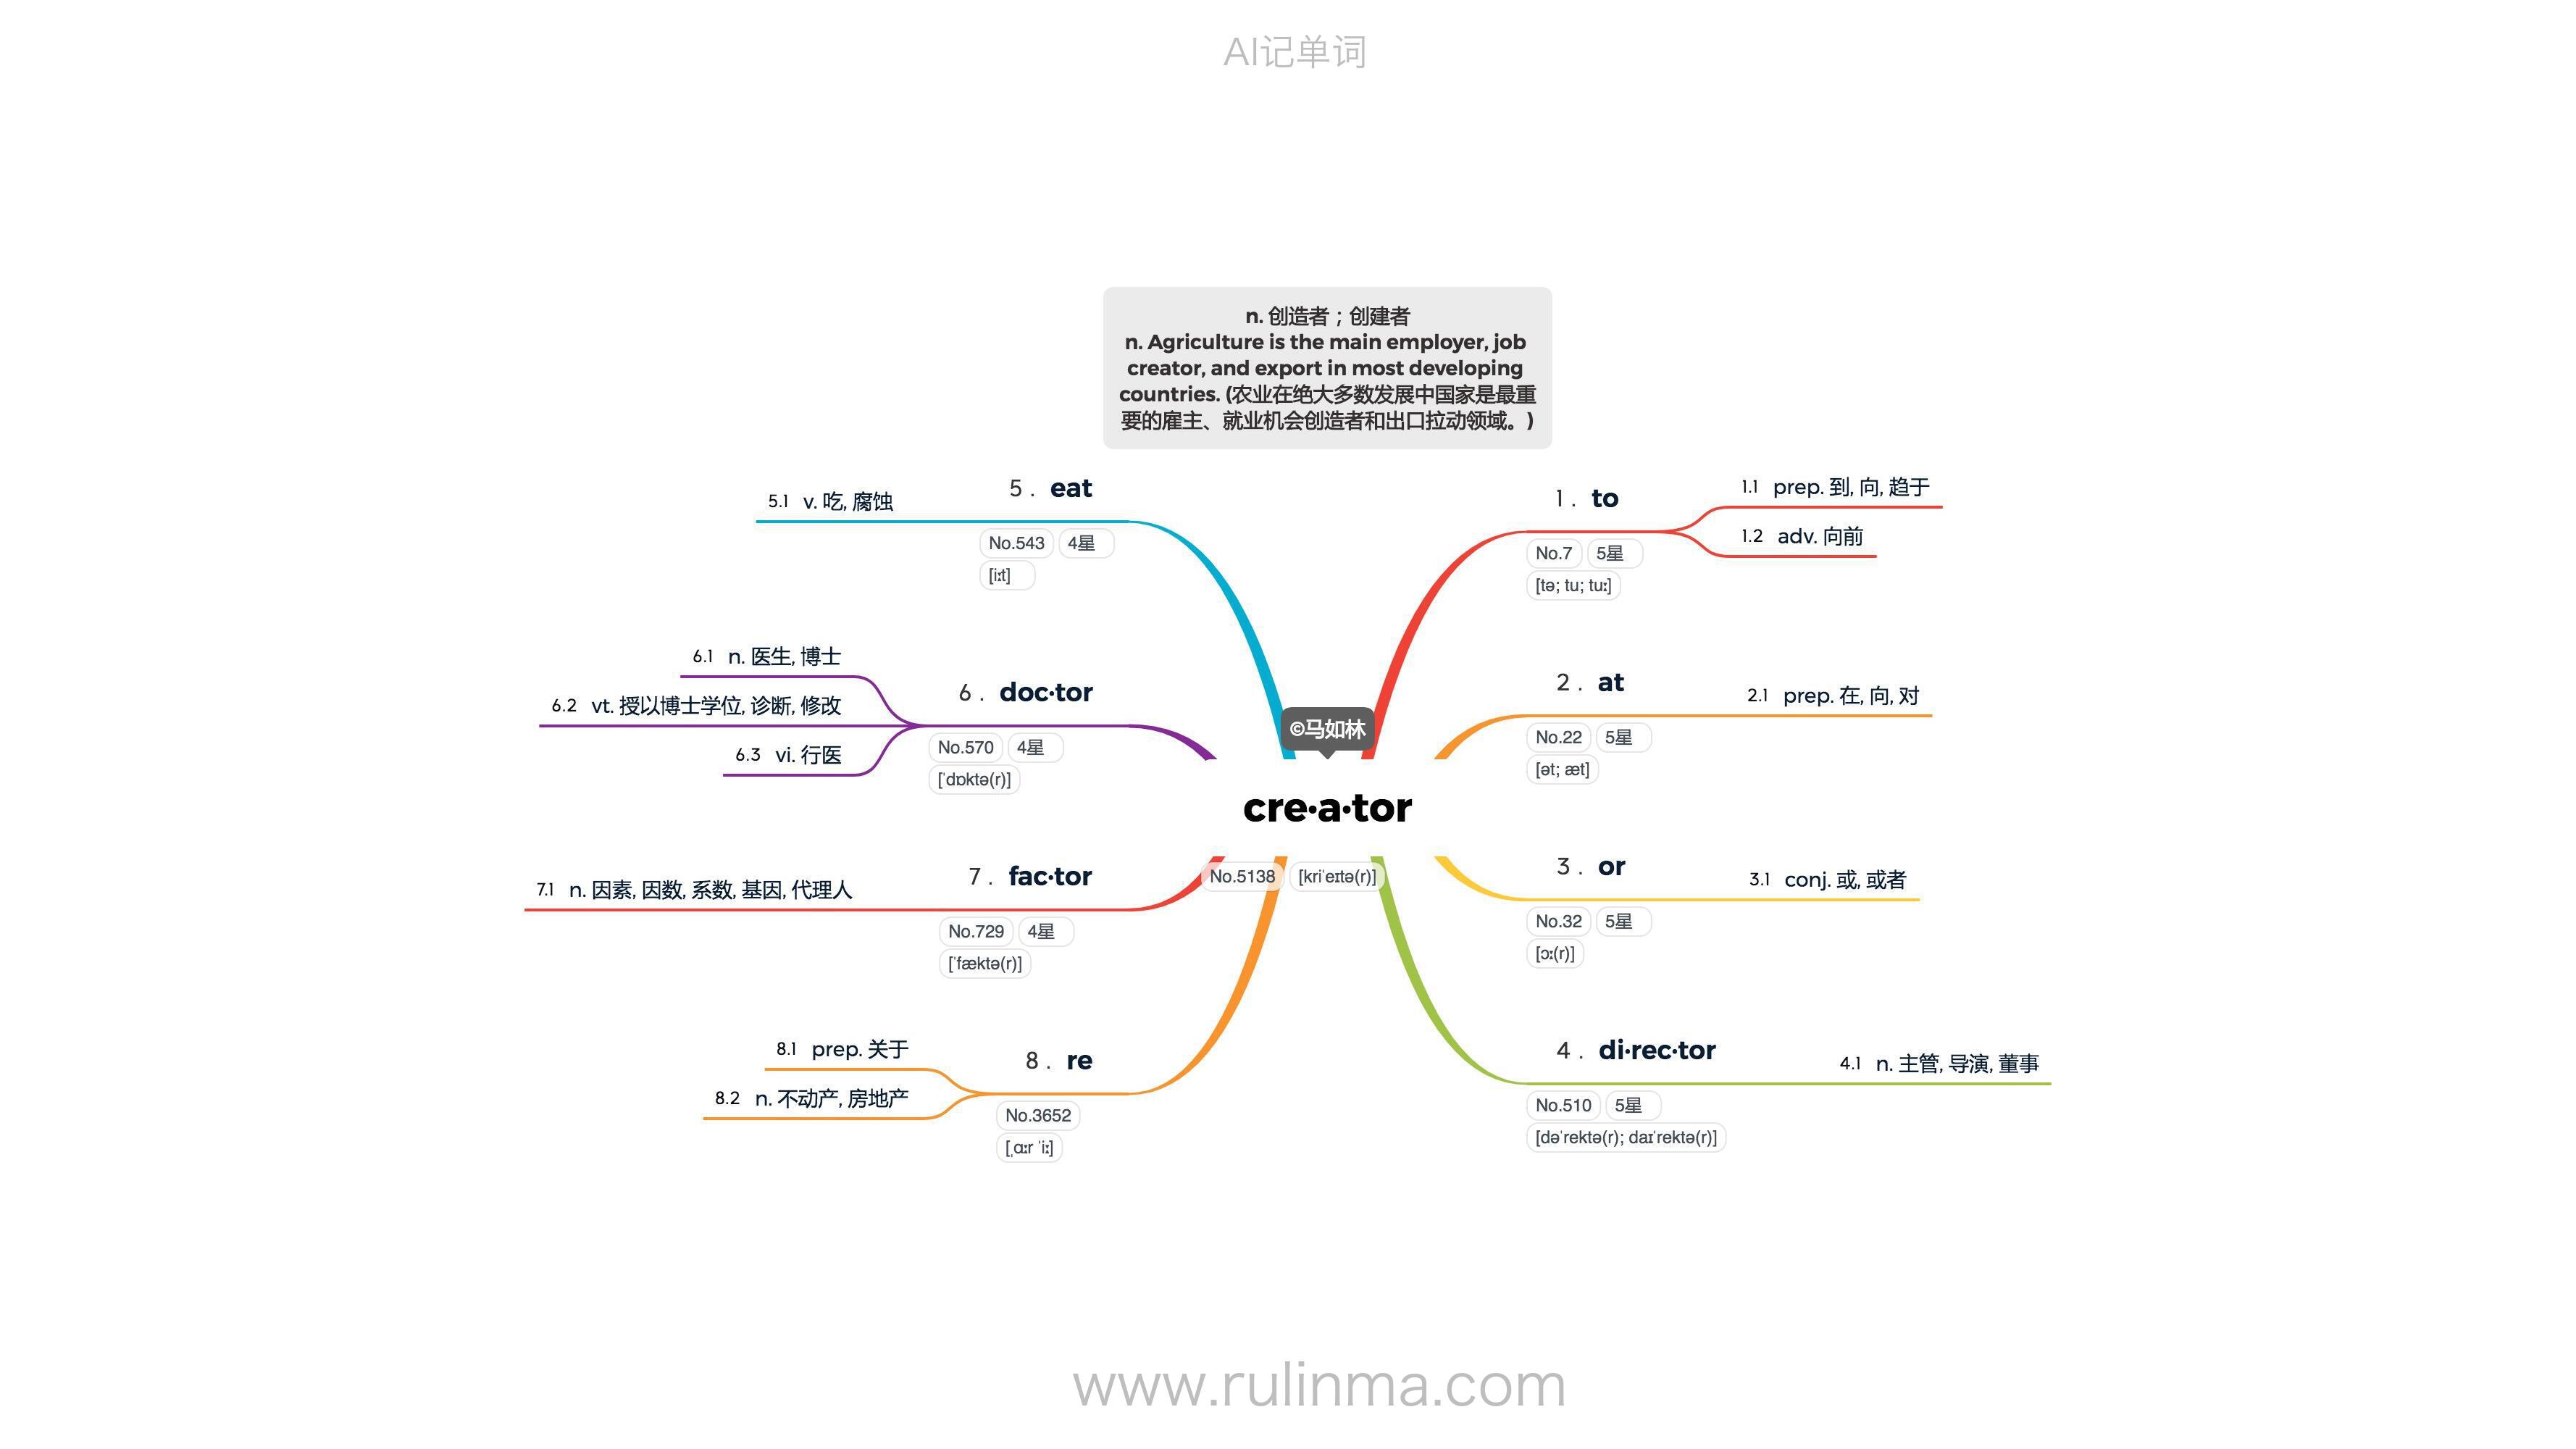 AI记单词
n. 创造者；创建者
n. Agriculture is the main employer, job
creator, and export in most developing
countries. (农业在绝大多数发展中国家是最重
要的雇主、就业机会创造者和出口拉动领域。)
©马如林
cre·a·tor
No.5138 [kriˈeɪtə(r)]
1 . to
No.7 5星
[tə; tu; tuː]
1.1 prep. 到, 向, 趋于
1.2 adv. 向前
2 . at
No.22 5星
[ət; æt]
2.1 prep. 在, 向, 对
3 . or
No.32 5星
[ɔː(r)]
3.1 conj. 或, 或者
4 . di·rec·tor
No.510 5星
[dəˈrektə(r); daɪˈrektə(r)]
4.1 n. 主管, 导演, 董事
5 . eat
No.543 4星
[iːt]
5.1 v. 吃, 腐蚀
6 . doc·tor
No.570 4星
[ˈdɒktə(r)]
6.1 n. 医生, 博士
6.2 vt. 授以博士学位, 诊断, 修改
6.3 vi. 行医
7 . fac·tor
No.729 4星
[ˈfæktə(r)]
7.1 n. 因素, 因数, 系数, 基因, 代理人
8 . re
No.3652
[ˌɑːr ˈiː]
8.1 prep. 关于
8.2 n. 不动产, 房地产
www.rulinma.com